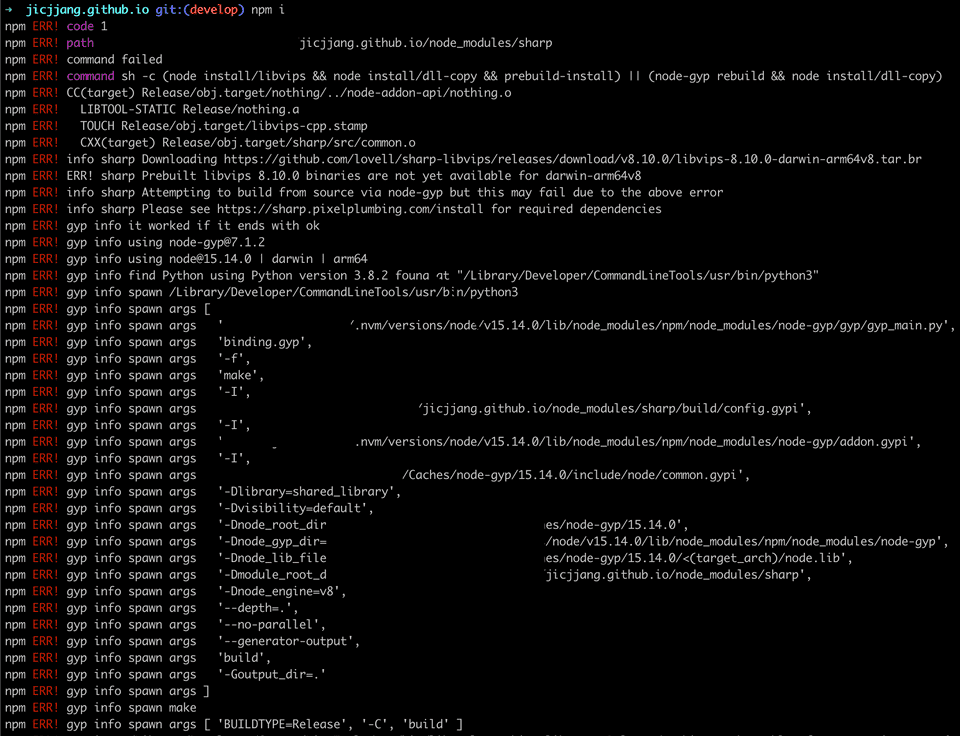 → jicjjang.github.io git:(develop) npm i
npm ERR! code 1
npm ERR! path jicjjang.github.io/node_modules/sharp
npm ERR! command failed
npm ERR! command sh -c (node install/libvips && node install/dll-copy && prebuild-install) || (node-gyp rebuild && node install/dll-copy)
npm ERR! CC(target) Release/obj.target/nothing/../node-addon-api/nothing.o
npm ERR!   LIBTOOL-STATIC Release/nothing.a
npm ERR!   TOUCH Release/obj.target/libvips-cpp.stamp
npm ERR!   CXX(target) Release/obj.target/sharp/src/common.o
npm ERR! info sharp Downloading https://github.com/lovell/sharp-libvips/releases/download/v8.10.0/libvips-8.10.0-darwin-arm64v8.tar.br
npm ERR! ERR! sharp Prebuilt libvips 8.10.0 binaries are not yet available for darwin-arm64v8
npm ERR! info sharp Attempting to build from source via node-gyp but this may fail due to the above error
npm ERR! info sharp Please see https://sharp.pixelplumbing.com/install for required dependencies
npm ERR! gyp info it worked if it ends with ok
npm ERR! gyp info using node-gyp@7.1.2
npm ERR! gyp info using node@15.14.0 | darwin | arm64
npm ERR! gyp info find Python using Python version 3.8.2 found at "/Library/Developer/CommandLineTools/usr/bin/python3"
npm ERR! gyp info spawn /Library/Developer/CommandLineTools/usr/bin/python3
npm ERR! gyp info spawn args [
npm ERR! gyp info spawn args   ' /.nvm/versions/node/v15.14.0/lib/node_modules/npm/node_modules/node-gyp/gyp/gyp_main.py',
npm ERR! gyp info spawn args   'binding.gyp',
npm ERR! gyp info spawn args   '-f',
npm ERR! gyp info spawn args   'make',
npm ERR! gyp info spawn args   '-I',
npm ERR! gyp info spawn args   /jicjjang.github.io/node_modules/sharp/build/config.gypi',
npm ERR! gyp info spawn args   '-I',
npm ERR! gyp info spawn args   ' .nvm/versions/node/v15.14.0/lib/node_modules/npm/node_modules/node-gyp/addon.gypi',
npm ERR! gyp info spawn args   '-I',
npm ERR! gyp info spawn args   /Caches/node-gyp/15.14.0/include/node/common.gypi',
npm ERR! gyp info spawn args   '-Dlibrary=shared_library',
npm ERR! gyp info spawn args   '-Dvisibility=default',
npm ERR! gyp info spawn args   '-Dnode_root_dir es/node-gyp/15.14.0',
npm ERR! gyp info spawn args   '-Dnode_gyp_dir= /node/v15.14.0/lib/node_modules/npm/node_modules/node-gyp',
npm ERR! gyp info spawn args   '-Dnode_lib_file es/node-gyp/15.14.0/<(target_arch)/node.lib',
npm ERR! gyp info spawn args   '-Dmodule_root_d /jicjjang.github.io/node_modules/sharp',
npm ERR! gyp info spawn args   '-Dnode_engine=v8',
npm ERR! gyp info spawn args   '--depth=.',
npm ERR! gyp info spawn args   '--no-parallel',
npm ERR! gyp info spawn args   '--generator-output',
npm ERR! gyp info spawn args   'build',
npm ERR! gyp info spawn args   '-Goutput_dir=.'
npm ERR! gyp info spawn args ]
npm ERR! gyp info spawn make
npm ERR! gyp info spawn args [ 'BUILDTYPE=Release', '-C', 'build' ]